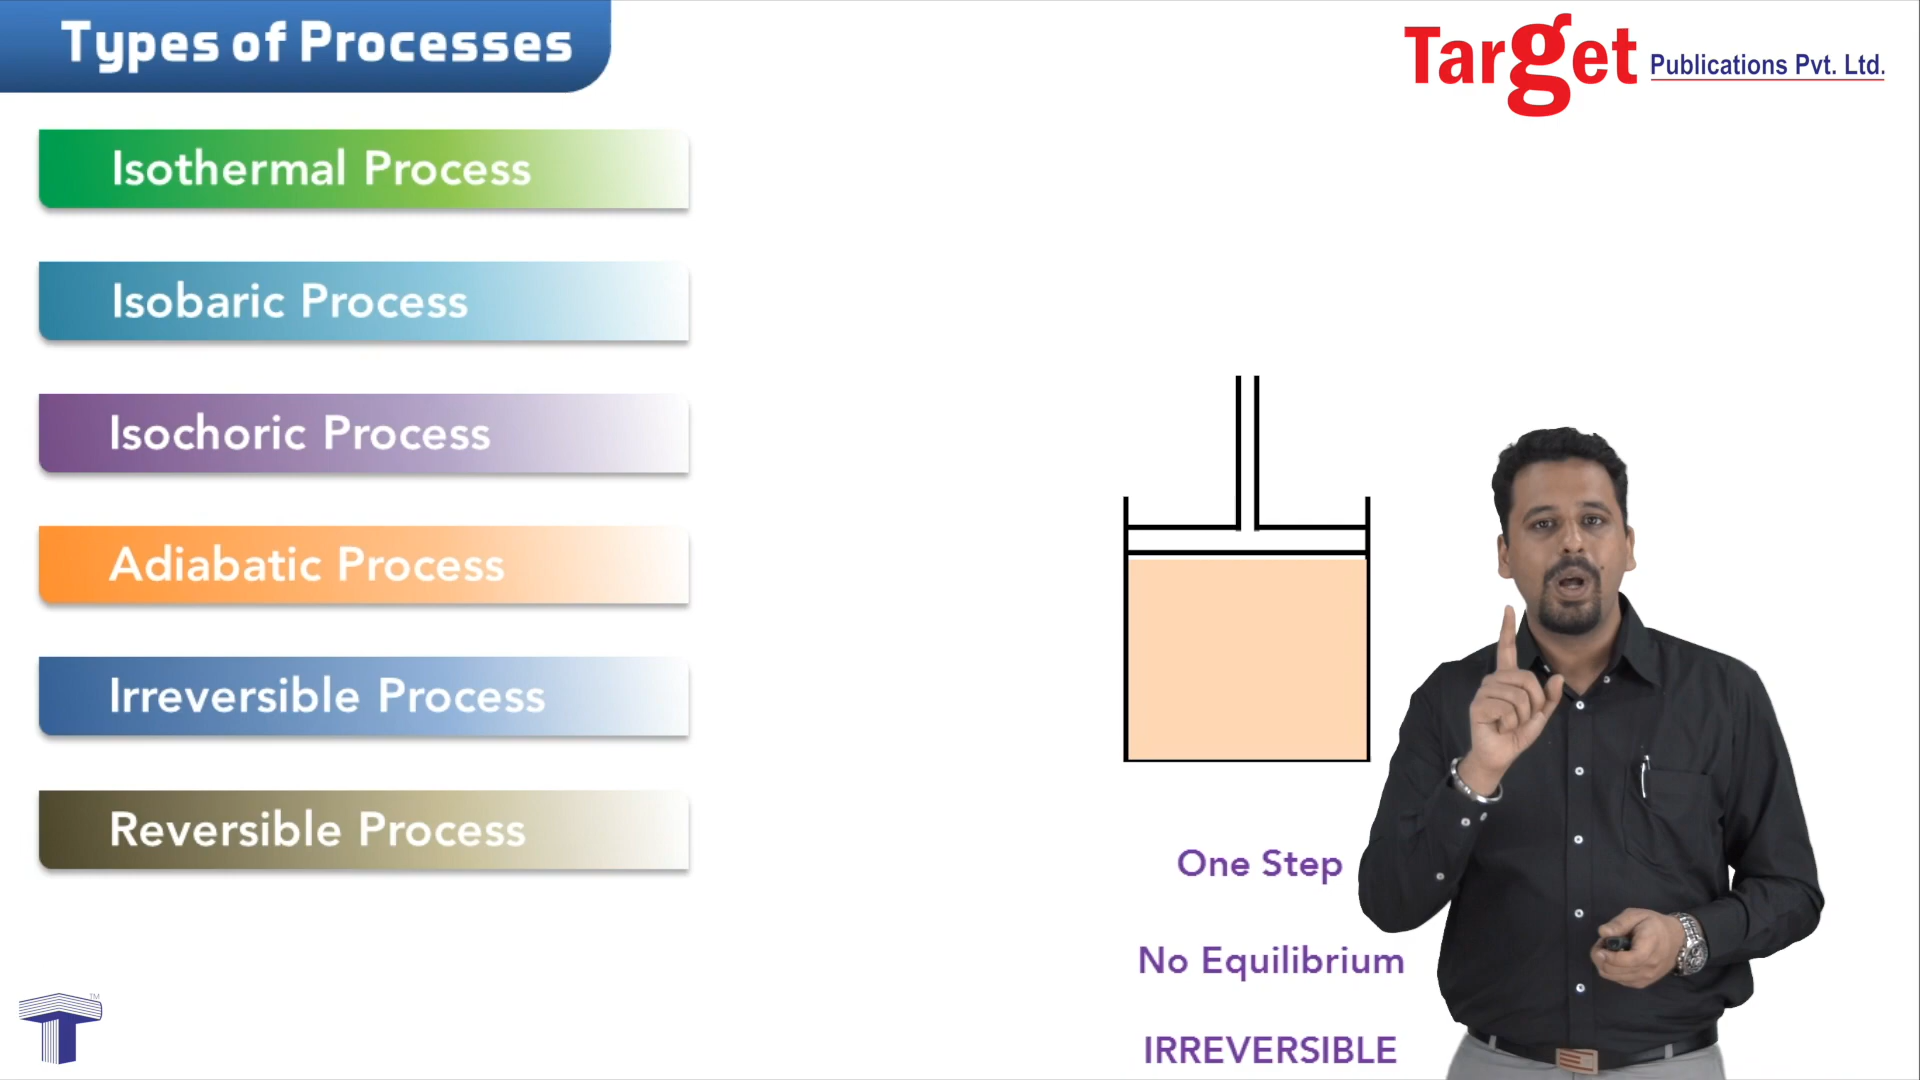 Types of Processes
Target Publications Pvt. Ltd.
Isothermal Process
Isobaric Process
Isochoric Process
Adiabatic Process
Irreversible Process
Reversible Process
One Step
No Equilibrium
IRREVERSIBLE
TM